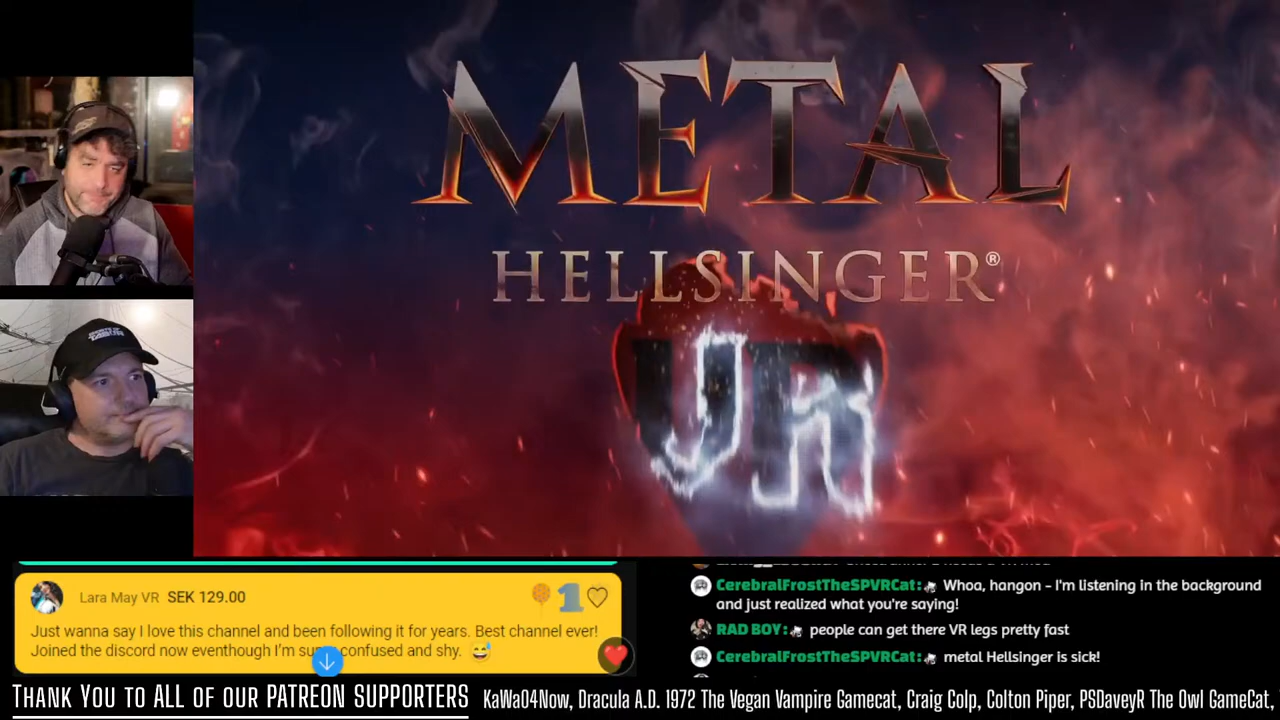 METAL
HELLSINGER®
VR
Lara May VR SEK 129.00
1
Just wanna say I love this channel and been following it for years. Best channel ever!
Joined the discord now eventhough I'm confused and shy.
CerebralFrostTheSPVRCat: Whoa, hangon - I'm listening in the background
and just realized what you're saying!
RAD BOY: people can get there VR legs pretty fast
CerebralFrostTheSPVRCat: metal Hellsinger is sick!
THANK YOU TO ALL OF OUR PATREON SUPPORTERS KaWa04Now, Dracula A.D. 1972 The Vegan Vampire Gamecat, Craig Colp, Colton Piper, PSDaveyR The Owl GameCat,